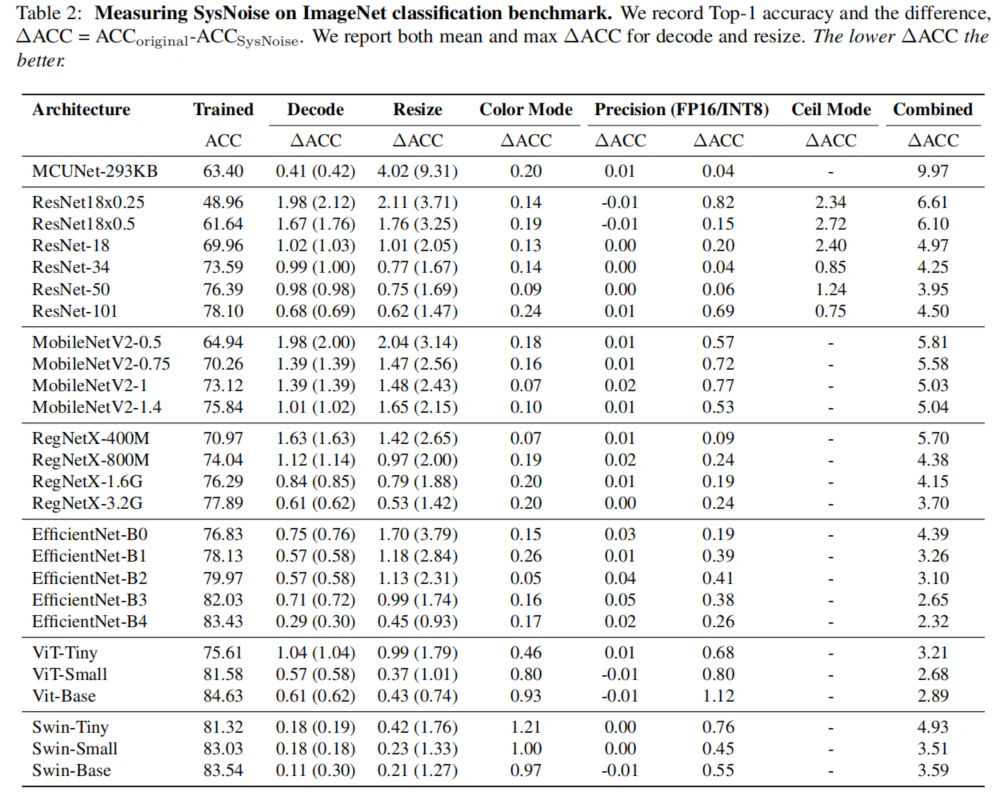 Table 2: Measuring SysNoise on ImageNet classification benchmark. We record Top-1 accuracy and the difference,
ΔACC = ACCoriginal-ACCSysNoise. We report both mean and max ΔACC for decode and resize. The lower ΔACC the
better.
Architecture Trained Decode Resize Color Mode Precision (FP16/INT8) Ceil Mode Combined
ACC ΔACC ΔACC ΔACC ΔACC ΔACC ΔACC ΔACC
MCUNet-293KB 63.40 0.41 (0.42) 4.02 (9.31) 0.20 0.01 0.04 - 9.97
ResNet18x0.25 48.96 1.98 (2.12) 2.11 (3.71) 0.14 -0.01 0.82 2.34 6.61
ResNet18x0.5 61.64 1.67 (1.76) 1.76 (3.25) 0.19 -0.01 0.15 2.72 6.10
ResNet-18 69.96 1.02 (1.03) 1.01 (2.05) 0.13 0.00 0.20 2.40 4.97
ResNet-34 73.59 0.99 (1.00) 0.77 (1.67) 0.14 0.00 0.04 0.85 4.25
ResNet-50 76.39 0.98 (0.98) 0.75 (1.69) 0.09 0.00 0.06 1.24 3.95
ResNet-101 78.10 0.68 (0.69) 0.62 (1.47) 0.24 0.01 0.69 0.75 4.50
MobileNetV2-0.5 64.94 1.98 (2.00) 2.04 (3.14) 0.18 0.01 0.57 - 5.81
MobileNetV2-0.75 70.26 1.39 (1.39) 1.47 (2.56) 0.16 0.01 0.72 - 5.58
MobileNetV2-1 73.12 1.39 (1.39) 1.48 (2.43) 0.07 0.02 0.77 - 5.03
MobileNetV2-1.4 75.84 1.01 (1.02) 1.65 (2.15) 0.10 0.01 0.53 - 5.04
RegNetX-400M 70.97 1.63 (1.63) 1.42 (2.65) 0.07 0.01 0.09 - 5.70
RegNetX-800M 74.04 1.12 (1.14) 0.97 (2.00) 0.19 0.02 0.24 - 4.38
RegNetX-1.6G 76.29 0.84 (0.85) 0.79 (1.88) 0.20 0.01 0.19 - 4.15
RegNetX-3.2G 77.89 0.61 (0.62) 0.53 (1.42) 0.20 0.00 0.24 - 3.70
EfficientNet-B0 76.83 0.75 (0.76) 1.70 (3.79) 0.15 0.03 0.19 - 4.39
EfficientNet-B1 78.13 0.57 (0.58) 1.18 (2.84) 0.26 0.01 0.39 - 3.26
EfficientNet-B2 79.97 0.57 (0.58) 1.13 (2.31) 0.05 0.04 0.41 - 3.10
EfficientNet-B3 82.03 0.71 (0.72) 0.99 (1.74) 0.16 0.05 0.38 - 2.65
EfficientNet-B4 83.43 0.29 (0.30) 0.45 (0.93) 0.17 0.02 0.26 - 2.32
ViT-Tiny 75.61 1.04 (1.04) 0.99 (1.79) 0.46 0.01 0.68 - 3.21
ViT-Small 81.58 0.57 (0.58) 0.37 (1.01) 0.80 -0.01 0.80 - 2.68
Vit-Base 84.63 0.61 (0.62) 0.43 (0.74) 0.93 -0.01 1.12 - 2.89
Swin-Tiny 81.32 0.18 (0.19) 0.42 (1.76) 1.21 0.00 0.76 - 4.93
Swin-Small 83.03 0.18 (0.18) 0.23 (1.33) 1.00 0.00 0.45 - 3.51
Swin-Base 83.54 0.11 (0.30) 0.21 (1.27) 0.97 -0.01 0.55 - 3.59